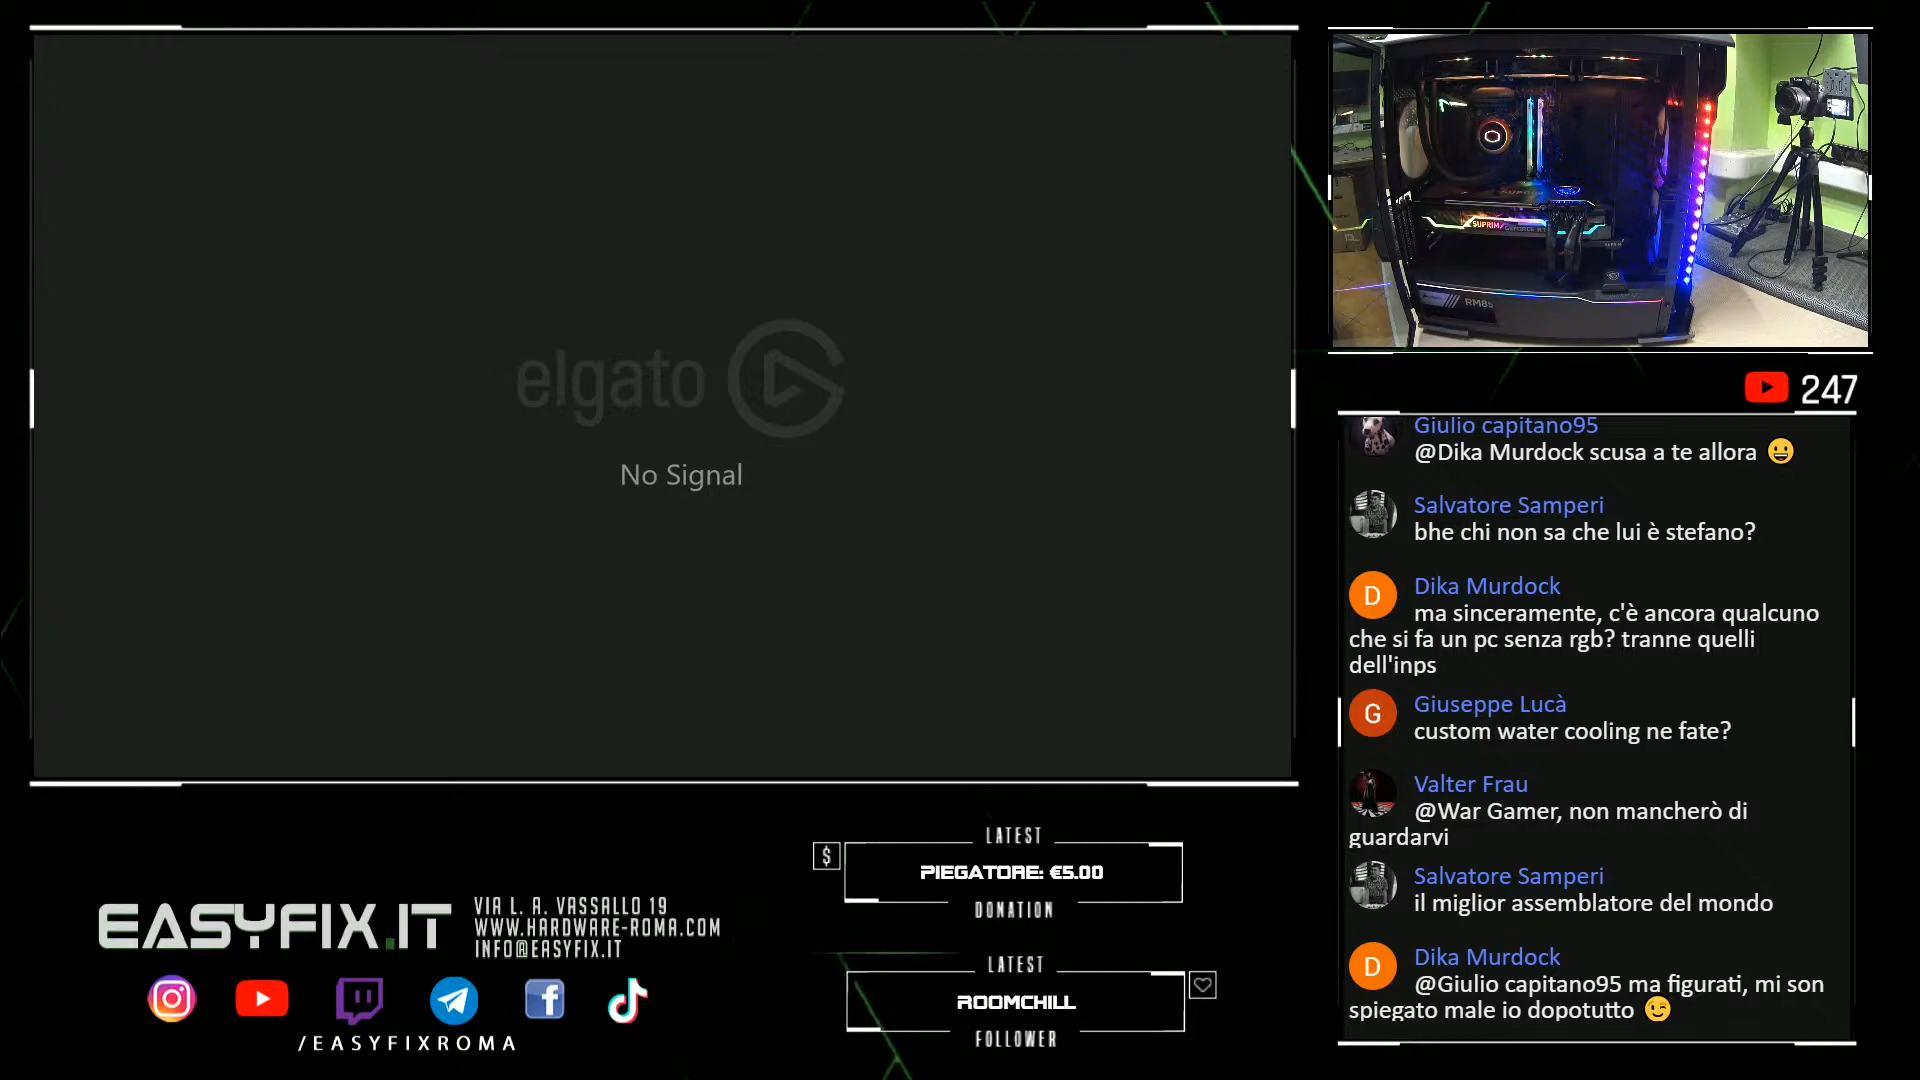 elgato
No Signal
SUPRIM
RM85
247
Giulio capitano95
@Dika Murdock scusa a te allora 😀
Salvatore Samperi
bhe chi non sa che lui è stefano?
D
Dika Murdock
ma sinceramente, c'è ancora qualcuno
che si fa un pc senza rgb? tranne quelli
dell'inps
G
Giuseppe Lucà
custom water cooling ne fate?
Valter Frau
@War Gamer, non mancherò di
guardarvi
Salvatore Samperi
il miglior assemblatore del mondo
D
Dika Murdock
@Giulio capitano95 ma figurati, mi son
spiegato male io dopotutto 😉
LATEST
$
PIEGATORE: €5.00
DONATION
LATEST
ROOMCHILL
FOLLOWER
EASYFIX.IT
VIA L. A. VASSALLO 19
WWW.HARDWARE-ROMA.COM
INFO@EASYFIX.IT
/EASYFIXROMA